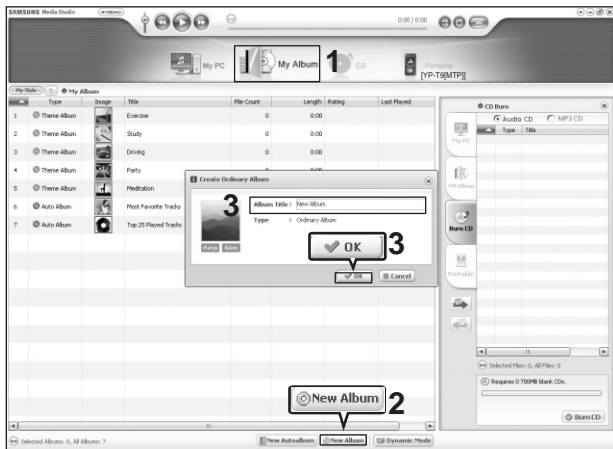 SAMSUNG Media Studio
MENU
0:00 / 0:00
My PC
My Album
1
CD
Portable
[YP-T9[MTP]]
My-Style
My Album
Type Image Title File Count Length Rating Last Played
1 Theme Album Exercise 0 0:00
2 Theme Album Study 0 0:00
3 Theme Album Driving 0 0:00
4 Theme Album Party 0 0:00
5 Theme Album Meditation
6 Auto Album Most Favorite Tracks
7 Auto Album Top 25 Played Tracks
Create Ordinary Album
3
Album Title : New Album
Type : Ordinary Album
change delete
OK
3
OK Cancel
CD Burn
Audio CD MP3 CD
Type Title
My PC
My Album
Burn CD
Portable
Selected Files: 0, All Files: 0
Requires 0 700MB blank CDs.
Burn CD
New Album
2
Selected Albums: 0, All Albums: 7
New Autoalbum New Album Dynamic Mode